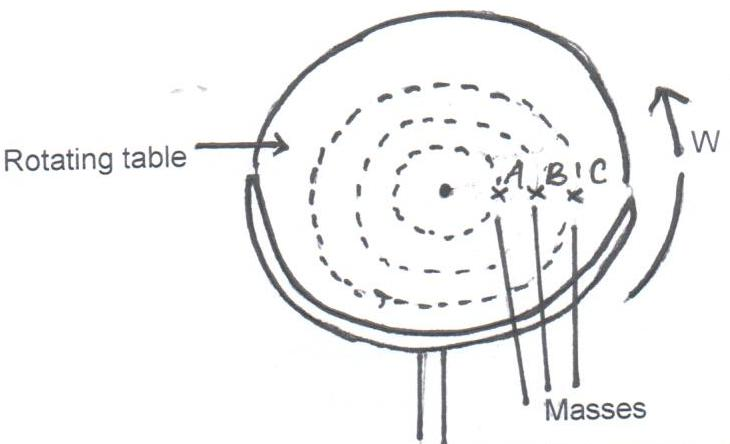 Rotating table
W
A B C
Masses